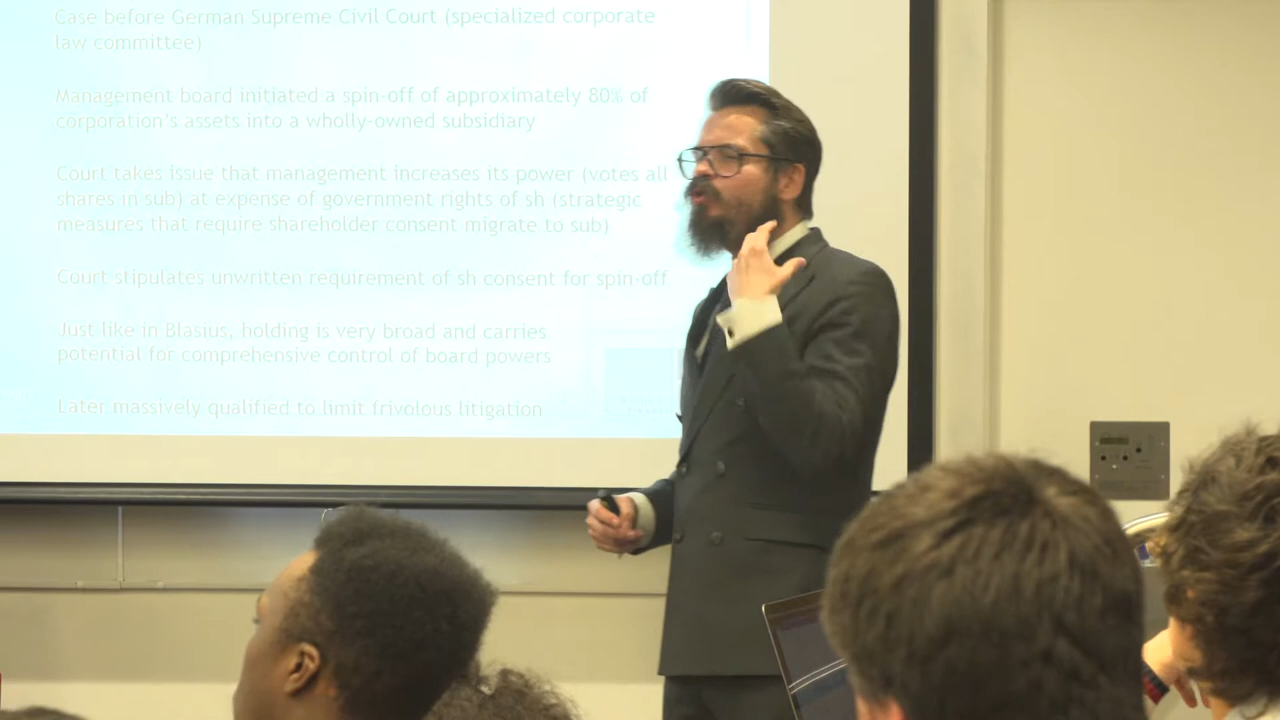 Case before German Supreme Civil Court (specialized corporate
law committee)
Management board initiated a spin-off of approximately 80% of
corporation's assets into a wholly-owned subsidiary
Court takes issue that management increases its power (votes all
shares in sub) at expense of government rights of sh (strategic
measures that require shareholder consent migrate to sub)
Court stipulates unwritten requirement of sh consent for spin-off
Just like in Blasius, holding is very broad and carries
potential for comprehensive control of board powers
Later massively qualified to limit frivolous litigation